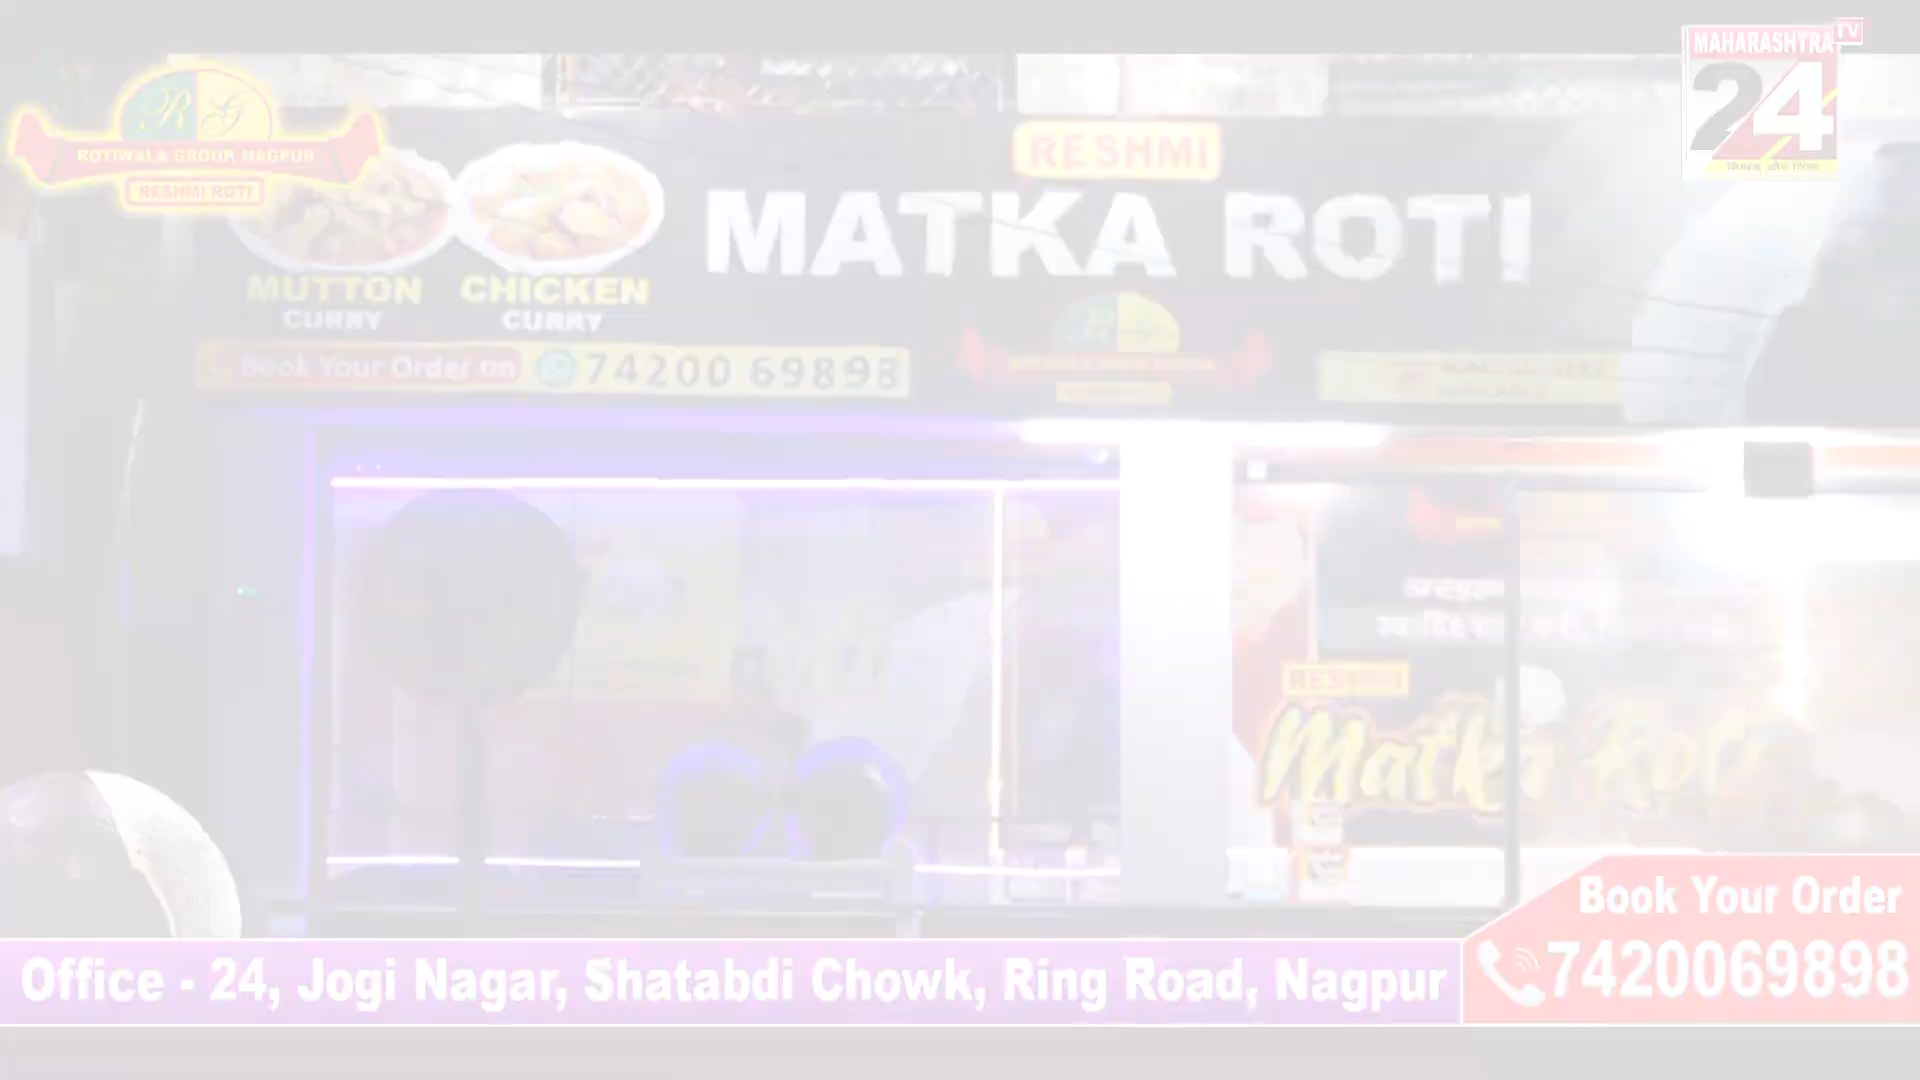 MAHARASHTRA TV
24
R G
ROTIWALA GROUP NAGPUR
RESHMI ROTI
RESHMI
MATKA ROTI
MUTTON CHICKEN
CURRY CURRY
Book Your Order on 74200 69898
RESHMI
Matka Roti
Book Your Order
7420069898
Office - 24, Jogi Nagar, Shatabdi Chowk, Ring Road, Nagpur